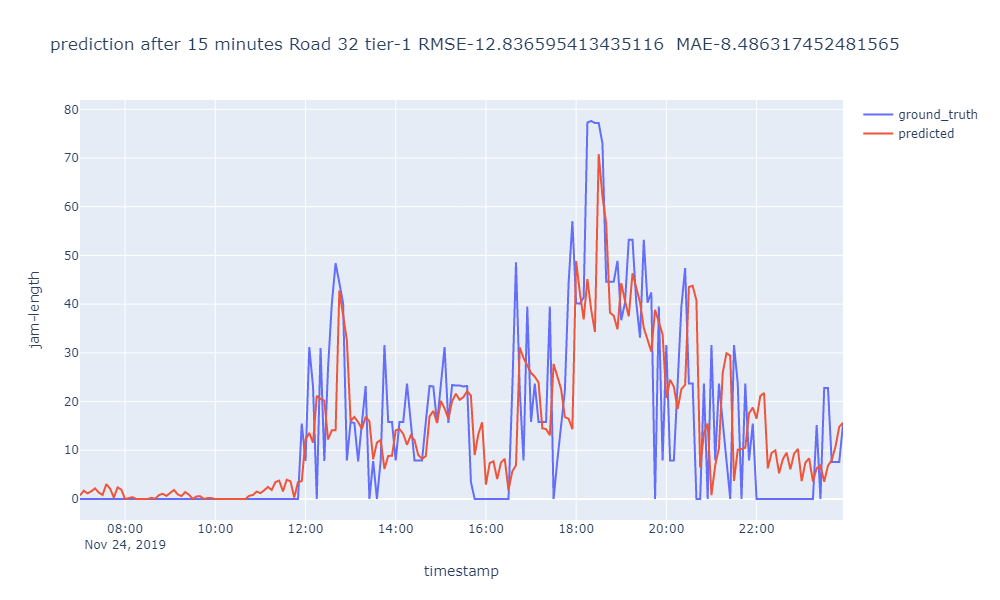 prediction after 15 minutes Road 32 tier-1 RMSE-12.836595413435116  MAE-8.486317452481565
ground_truth
predicted
80
70
60
50
40
30
20
10
0
jam-length
08:00 10:00 12:00 14:00 16:00 18:00 20:00 22:00
Nov 24, 2019
timestamp